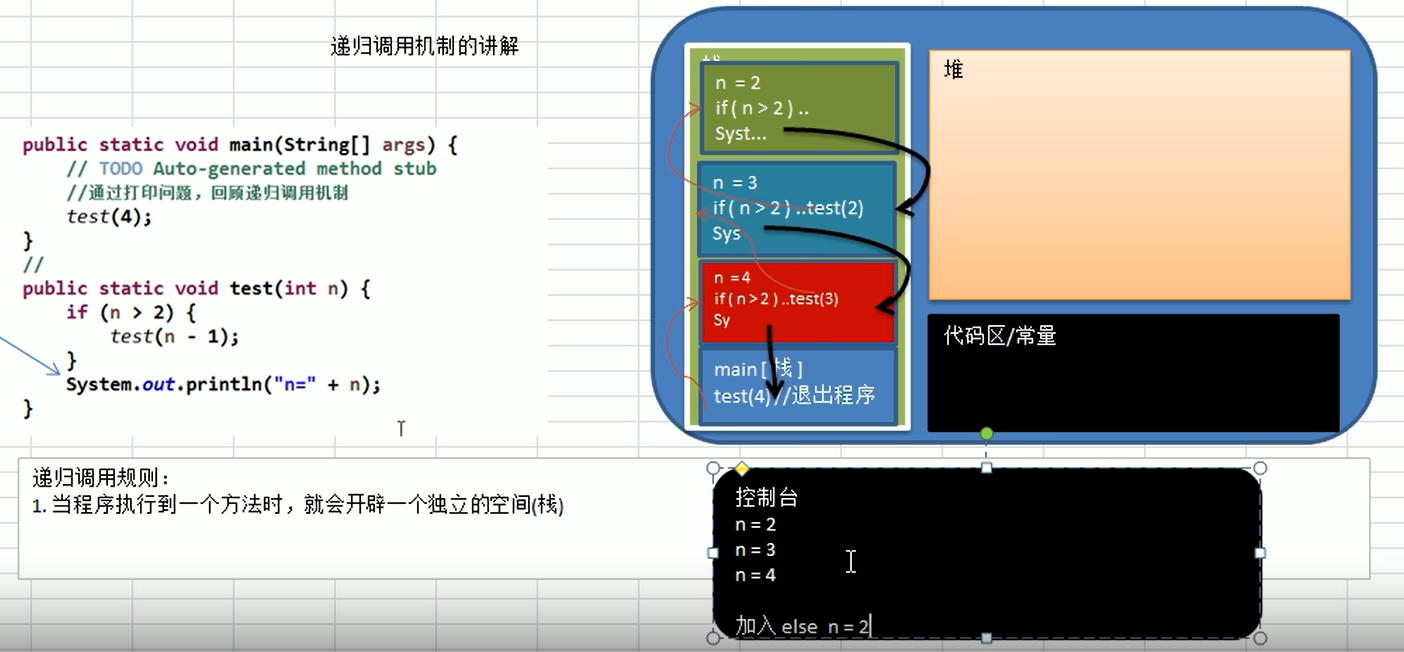 递归调用机制的讲解
public static void main(String[] args) {
// TODO Auto-generated method stub
//通过打印问题，回顾递归调用机制
test(4);
}
//
public static void test(int n) {
if (n > 2) {
test(n - 1);
}
System.out.println("n=" + n);
}
n = 2
if ( n > 2 ) ..
Syst...
n = 3
if ( n > 2 ) ..test(2)
Sys
n = 4
if ( n > 2 ) ..test(3)
Sy
main [ 栈 ]
test(4)//退出程序
堆
代码区/常量
递归调用规则：
1. 当程序执行到一个方法时，就会开辟一个独立的空间(栈)
控制台
n = 2
n = 3
n = 4
加入 else n = 2